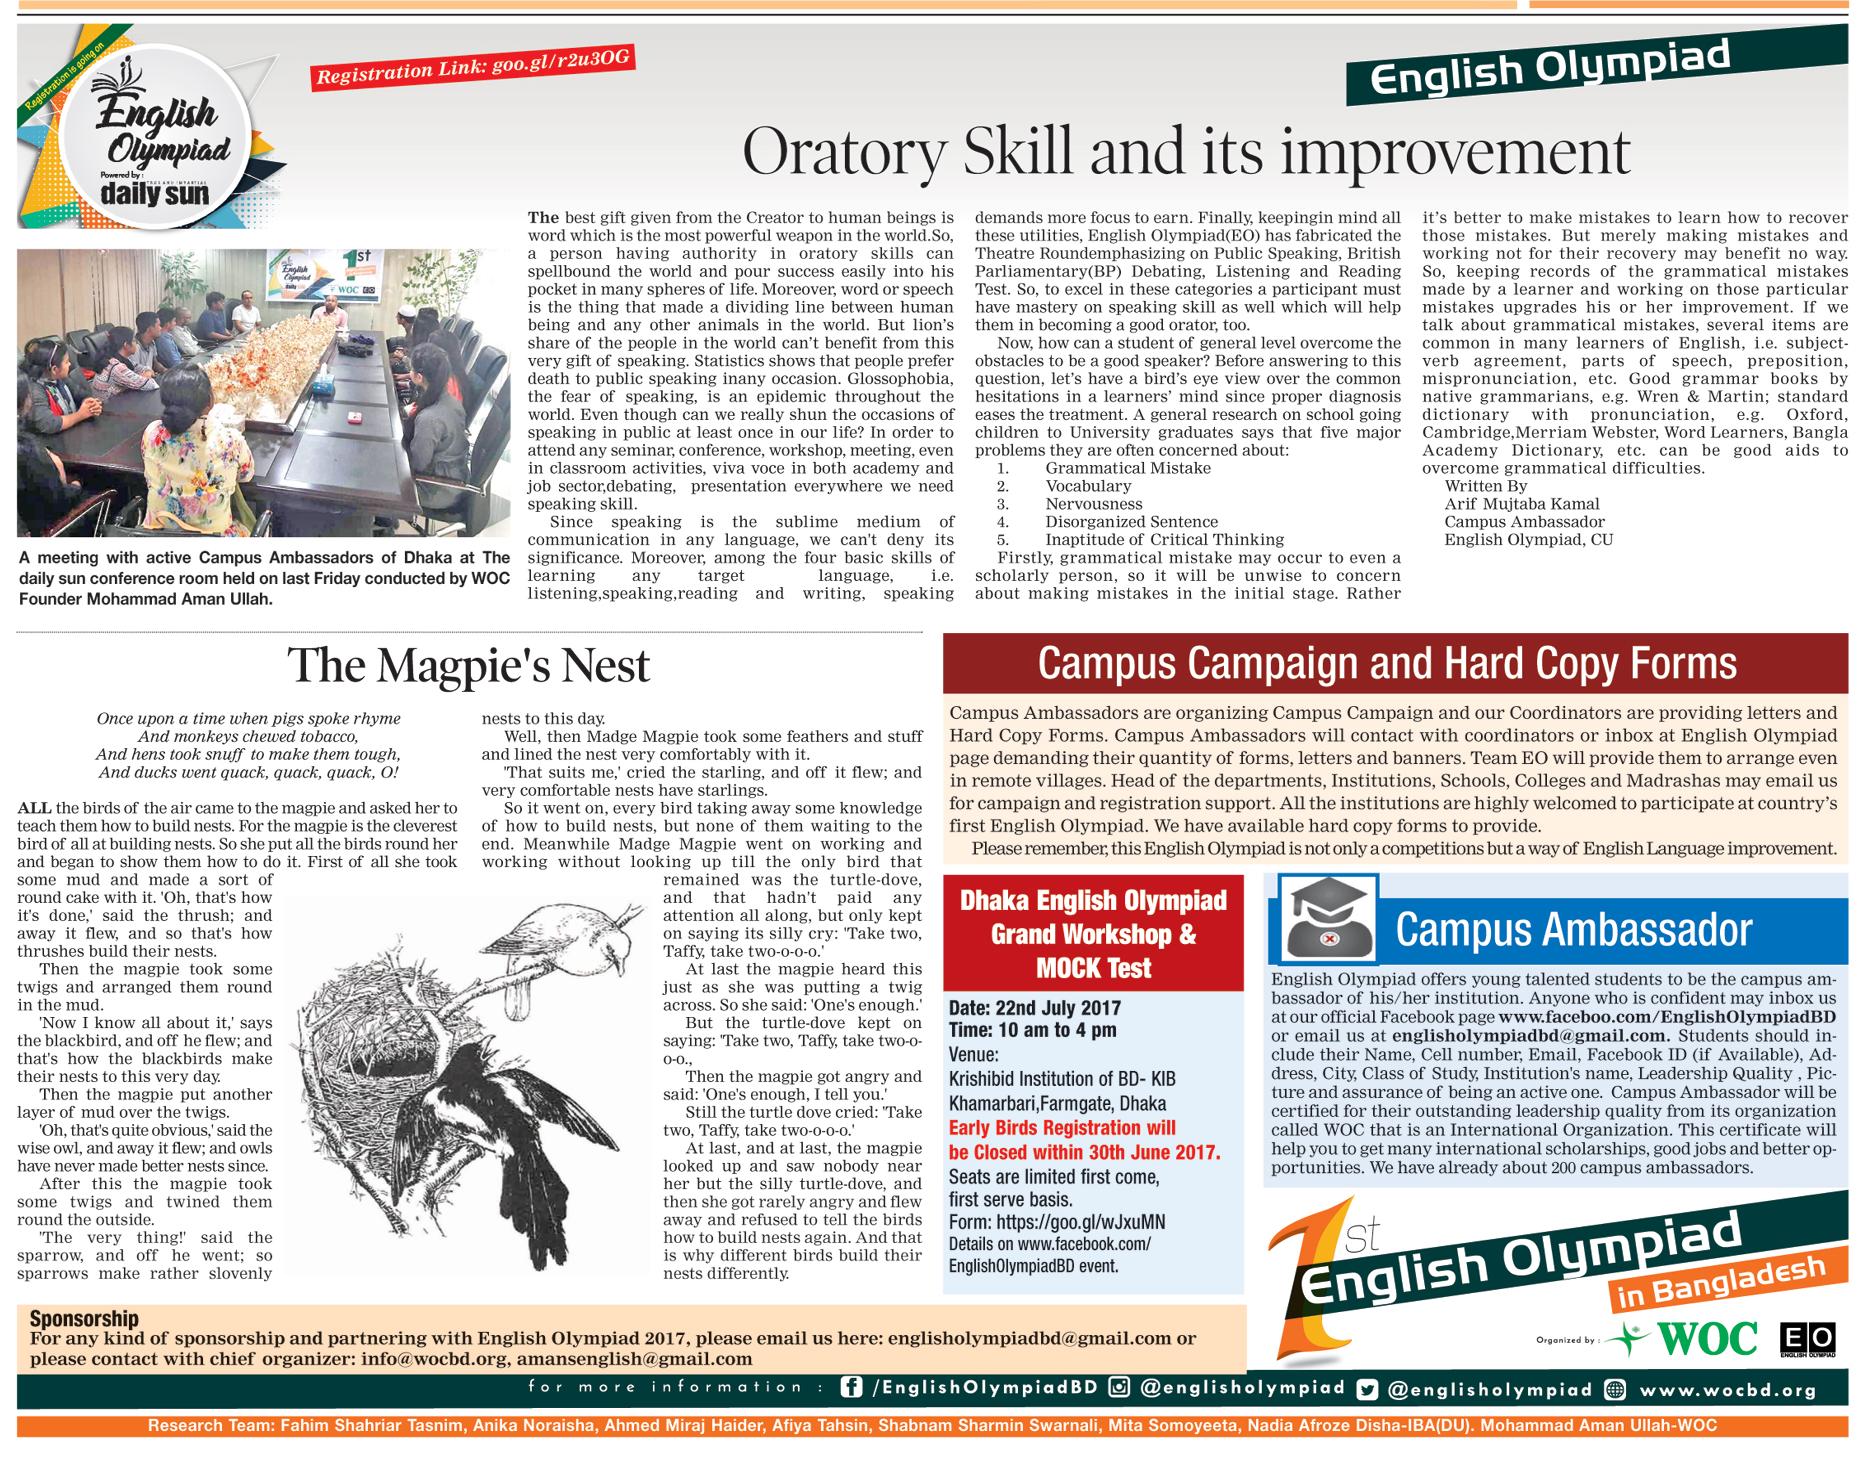 Registration is going on
English
Olympiad
Powered by :
daily sun
Registration Link: goo.gl/r2u3OG
English Olympiad
Oratory Skill and its improvement
1st
WOC EO
A meeting with active Campus Ambassadors of Dhaka at The
daily sun conference room held on last Friday conducted by WOC
Founder Mohammad Aman Ullah.
The best gift given from the Creator to human beings is
word which is the most powerful weapon in the world.So,
a person having authority in oratory skills can
spellbound the world and pour success easily into his
pocket in many spheres of life. Moreover, word or speech
is the thing that made a dividing line between human
being and any other animals in the world. But lion's
share of the people in the world can't benefit from this
very gift of speaking. Statistics shows that people prefer
death to public speaking inany occasion. Glossophobia,
the fear of speaking, is an epidemic throughout the
world. Even though can we really shun the occasions of
speaking in public at least once in our life? In order to
attend any seminar, conference, workshop, meeting, even
in classroom activities, viva voce in both academy and
job sector,debating, presentation everywhere we need
speaking skill.
Since speaking is the sublime medium of
communication in any language, we can't deny its
significance. Moreover, among the four basic skills of
learning any target language, i.e.
listening,speaking,reading and writing, speaking
demands more focus to earn. Finally, keepingin mind all
these utilities, English Olympiad(EO) has fabricated the
Theatre Roundemphasizing on Public Speaking, British
Parliamentary(BP) Debating, Listening and Reading
Test. So, to excel in these categories a participant must
have mastery on speaking skill as well which will help
them in becoming a good orator, too.
Now, how can a student of general level overcome the
obstacles to be a good speaker? Before answering to this
question, let's have a bird's eye view over the common
hesitations in a learners' mind since proper diagnosis
eases the treatment. A general research on school going
children to University graduates says that five major
problems they are often concerned about:
1. Grammatical Mistake
2. Vocabulary
3. Nervousness
4. Disorganized Sentence
5. Inaptitude of Critical Thinking
Firstly, grammatical mistake may occur to even a
scholarly person, so it will be unwise to concern
about making mistakes in the initial stage. Rather
it's better to make mistakes to learn how to recover
those mistakes. But merely making mistakes and
working not for their recovery may benefit no way.
So, keeping records of the grammatical mistakes
made by a learner and working on those particular
mistakes upgrades his or her improvement. If we
talk about grammatical mistakes, several items are
common in many learners of English, i.e. subject-
verb agreement, parts of speech, preposition,
mispronunciation, etc. Good grammar books by
native grammarians, e.g. Wren & Martin; standard
dictionary with pronunciation, e.g. Oxford,
Cambridge,Merriam Webster, Word Learners, Bangla
Academy Dictionary, etc. can be good aids to
overcome grammatical difficulties.
Written By
Arif Mujtaba Kamal
Campus Ambassador
English Olympiad, CU
The Magpie's Nest
Once upon a time when pigs spoke rhyme
And monkeys chewed tobacco,
And hens took snuff to make them tough,
And ducks went quack, quack, quack, O!
ALL the birds of the air came to the magpie and asked her to
teach them how to build nests. For the magpie is the cleverest
bird of all at building nests. So she put all the birds round her
and began to show them how to do it. First of all she took
some mud and made a sort of
round cake with it. 'Oh, that's how
it's done,' said the thrush; and
away it flew, and so that's how
thrushes build their nests.
Then the magpie took some
twigs and arranged them round
in the mud.
'Now I know all about it,' says
the blackbird, and off he flew; and
that's how the blackbirds make
their nests to this very day.
Then the magpie put another
layer of mud over the twigs.
'Oh, that's quite obvious,' said the
wise owl, and away it flew; and owls
have never made better nests since.
After this the magpie took
some twigs and twined them
round the outside.
'The very thing!' said the
sparrow, and off he went; so
sparrows make rather slovenly
nests to this day.
Well, then Madge Magpie took some feathers and stuff
and lined the nest very comfortably with it.
'That suits me,' cried the starling, and off it flew; and
very comfortable nests have starlings.
So it went on, every bird taking away some knowledge
of how to build nests, but none of them waiting to the
end. Meanwhile Madge Magpie went on working and
working without looking up till the only bird that
remained was the turtle-dove,
and that hadn't paid any
attention all along, but only kept
on saying its silly cry: 'Take two,
Taffy, take two-o-o-o.'
At last the magpie heard this
just as she was putting a twig
across. So she said: 'One's enough.'
But the turtle-dove kept on
saying: 'Take two, Taffy, take two-o-
o-o.,
Then the magpie got angry and
said: 'One's enough, I tell you.'
Still the turtle dove cried: 'Take
two, Taffy, take two-o-o-o.'
At last, and at last, the magpie
looked up and saw nobody near
her but the silly turtle-dove, and
then she got rarely angry and flew
away and refused to tell the birds
how to build nests again. And that
is why different birds build their
nests differently.
Campus Campaign and Hard Copy Forms
Campus Ambassadors are organizing Campus Campaign and our Coordinators are providing letters and
Hard Copy Forms. Campus Ambassadors will contact with coordinators or inbox at English Olympiad
page demanding their quantity of forms, letters and banners. Team EO will provide them to arrange even
in remote villages. Head of the departments, Institutions, Schools, Colleges and Madrashas may email us
for campaign and registration support. All the institutions are highly welcomed to participate at country's
first English Olympiad. We have available hard copy forms to provide.
Please remember, this English Olympiad is not only a competitions but a way of English Language improvement.
Dhaka English Olympiad
Grand Workshop &
MOCK Test
Date: 22nd July 2017
Time: 10 am to 4 pm
Venue:
Krishibid Institution of BD- KIB
Khamarbari,Farmgate, Dhaka
Early Birds Registration will
be Closed within 30th June 2017.
Seats are limited first come,
first serve basis.
Form: https://goo.gl/wJxuMN
Details on www.facebook.com/
EnglishOlympiadBD event.
Campus Ambassador
English Olympiad offers young talented students to be the campus am-
bassador of his/her institution. Anyone who is confident may inbox us
at our official Facebook page www.faceboo.com/EnglishOlympiadBD
or email us at englisholympiadbd@gmail.com. Students should in-
clude their Name, Cell number, Email, Facebook ID (if Available), Ad-
dress, City, Class of Study, Institution's name, Leadership Quality , Pic-
ture and assurance of being an active one. Campus Ambassador will be
certified for their outstanding leadership quality from its organization
called WOC that is an International Organization. This certificate will
help you to get many international scholarships, good jobs and better op-
portunities. We have already about 200 campus ambassadors.
1st
English Olympiad
in Bangladesh
Organized by : WOC EO
ENGLISH OLYMPIAD
Sponsorship
For any kind of sponsorship and partnering with English Olympiad 2017, please email us here: englisholympiadbd@gmail.com or
please contact with chief organizer: info@wocbd.org, amansenglish@gmail.com
for more information : /EnglishOlympiadBD @englisholympiad @englisholympiad www.wocbd.org
Research Team: Fahim Shahriar Tasnim, Anika Noraisha, Ahmed Miraj Haider, Afiya Tahsin, Shabnam Sharmin Swarnali, Mita Somoyeeta, Nadia Afroze Disha-IBA(DU). Mohammad Aman Ullah-WOC